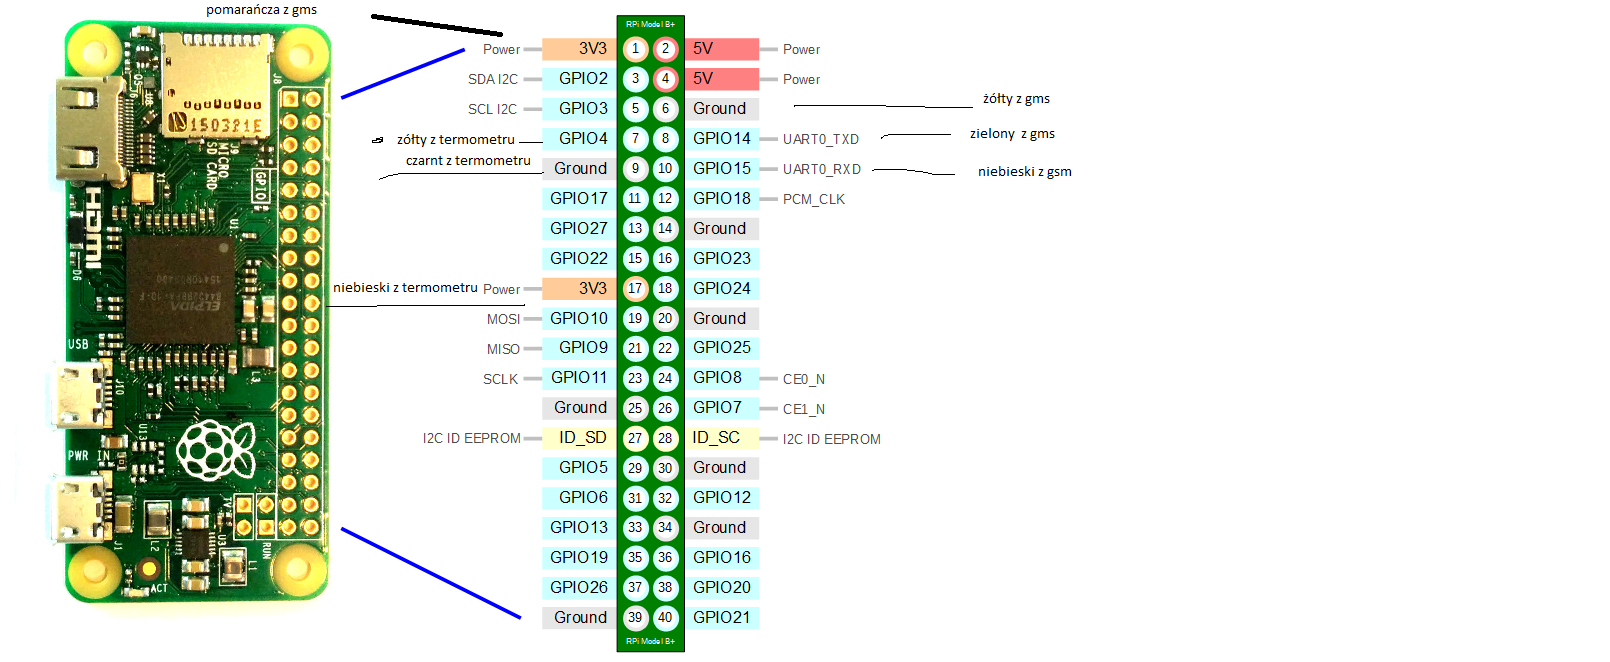 pomarańcza z gms
RPi Model B+
Power 3V3 1 2 5V Power
SDA I2C GPIO2 3 4 5V Power
SCL I2C GPIO3 5 6 Ground żółty z gms
zółty z termometru GPIO4 7 8 GPIO14 UART0_TXD zielony z gms
czarnt z termometru Ground 9 10 GPIO15 UART0_RXD niebieski z gsm
GPIO17 11 12 GPIO18 PCM_CLK
GPIO27 13 14 Ground
GPIO22 15 16 GPIO23
niebieski z termometru Power 3V3 17 18 GPIO24
MOSI GPIO10 19 20 Ground
MISO GPIO9 21 22 GPIO25
SCLK GPIO11 23 24 GPIO8 CE0_N
Ground 25 26 GPIO7 CE1_N
I2C ID EEPROM ID_SD 27 28 ID_SC I2C ID EEPROM
GPIO5 29 30 Ground
GPIO6 31 32 GPIO12
GPIO13 33 34 Ground
GPIO19 35 36 GPIO16
GPIO26 37 38 GPIO20
Ground 39 40 GPIO21
RPi Model B+
J8
150321E
GPIO
X1
HDMI
D6
ELPIDA
USB
J10
U13
PWR IN
J1
L2
U3
L1
RUN
ACT